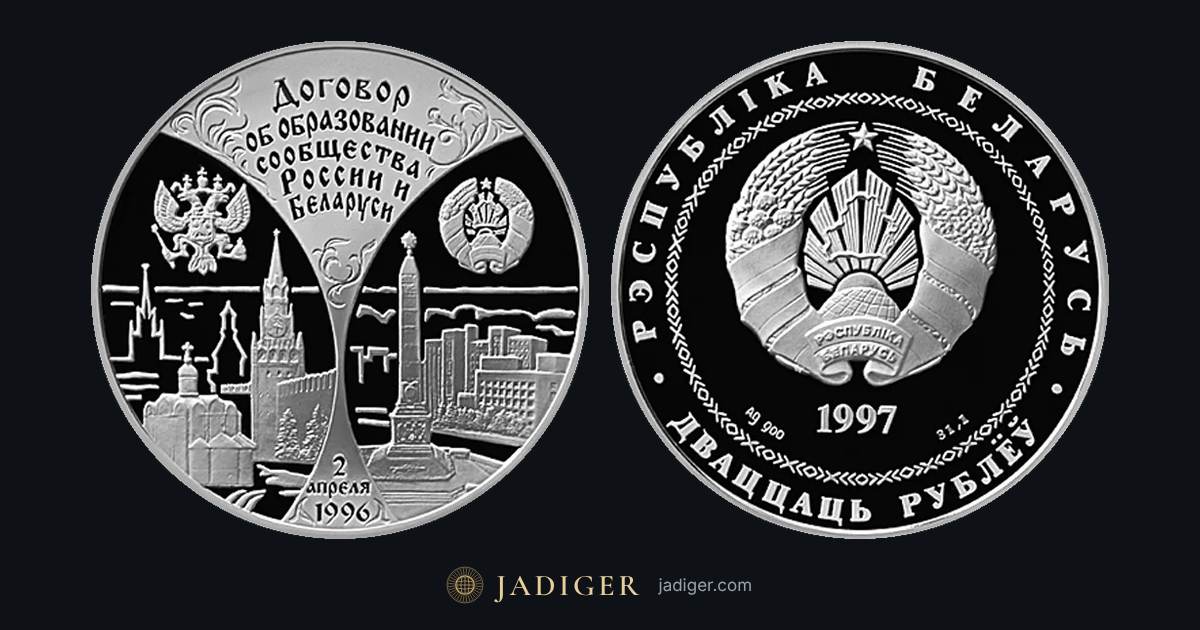 Договор
об образовании
сообщества
России и
Беларуси
2
апреля
1996
РЭСПУБЛІКА БЕЛАРУСЬ
РЭСПУБЛІКА
БЕЛАРУСЬ
Ag 900
1997
31,1
ДВАЦЦАЦЬ РУБЛЁЎ
JADIGER
jadiger.com